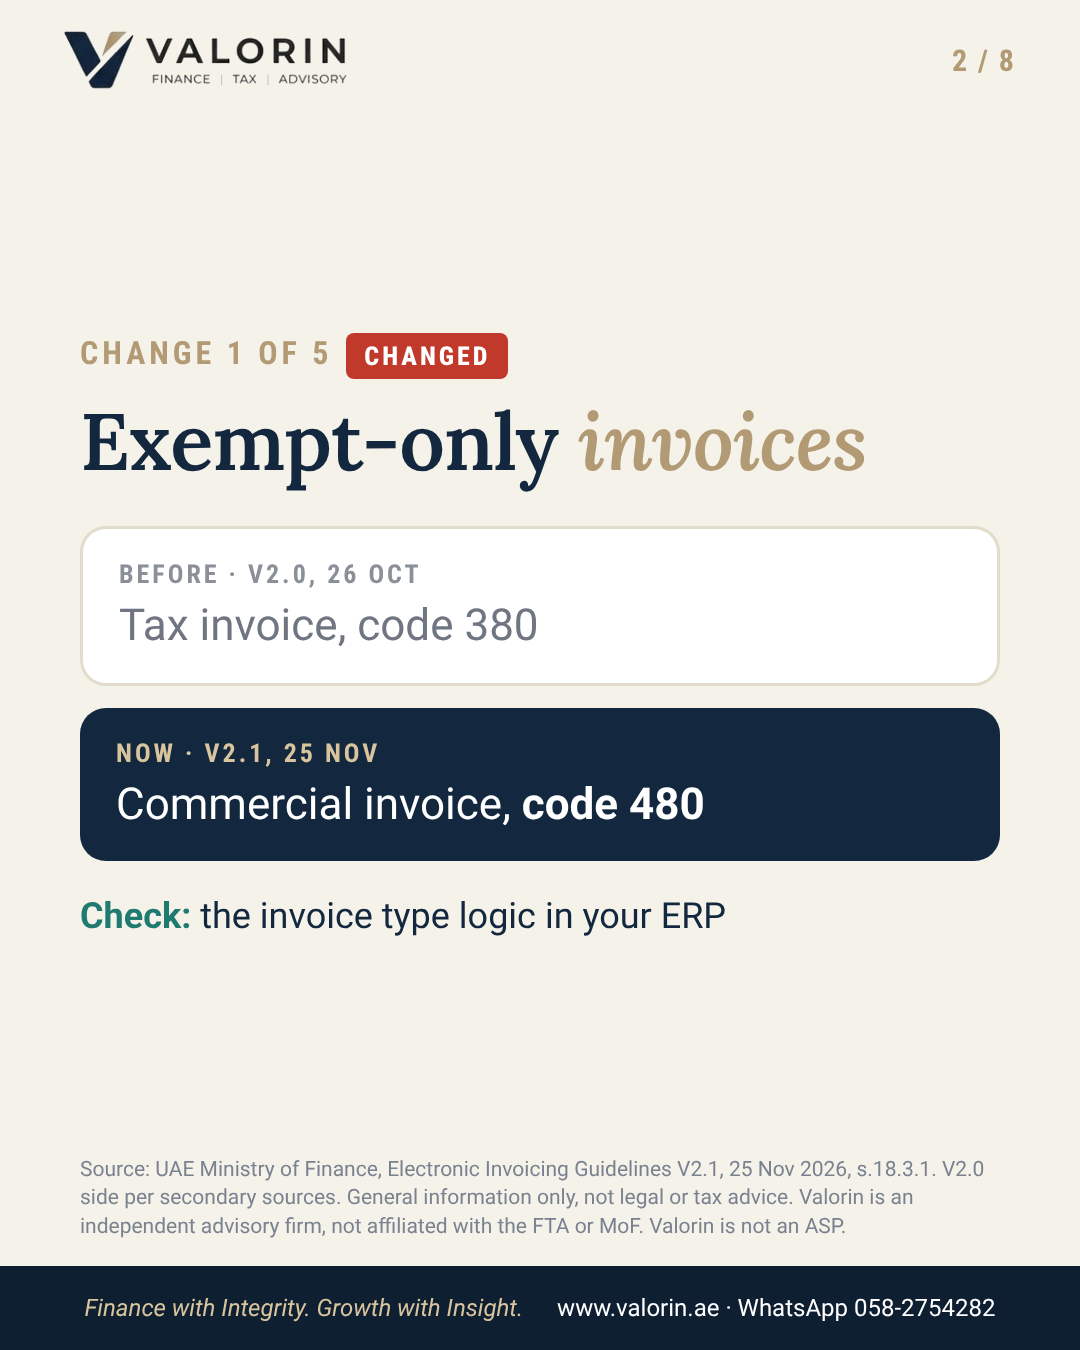 VALORIN
FINANCE | TAX | ADVISORY
2 / 8
CHANGE 1 OF 5 CHANGED
Exempt-only invoices
BEFORE · V2.0, 26 OCT
Tax invoice, code 380
NOW · V2.1, 25 NOV
Commercial invoice, code 480
Check: the invoice type logic in your ERP
Source: UAE Ministry of Finance, Electronic Invoicing Guidelines V2.1, 25 Nov 2026, s.18.3.1. V2.0
side per secondary sources. General information only, not legal or tax advice. Valorin is an
independent advisory firm, not affiliated with the FTA or MoF. Valorin is not an ASP.
Finance with Integrity. Growth with Insight. www.valorin.ae · WhatsApp 058-2754282